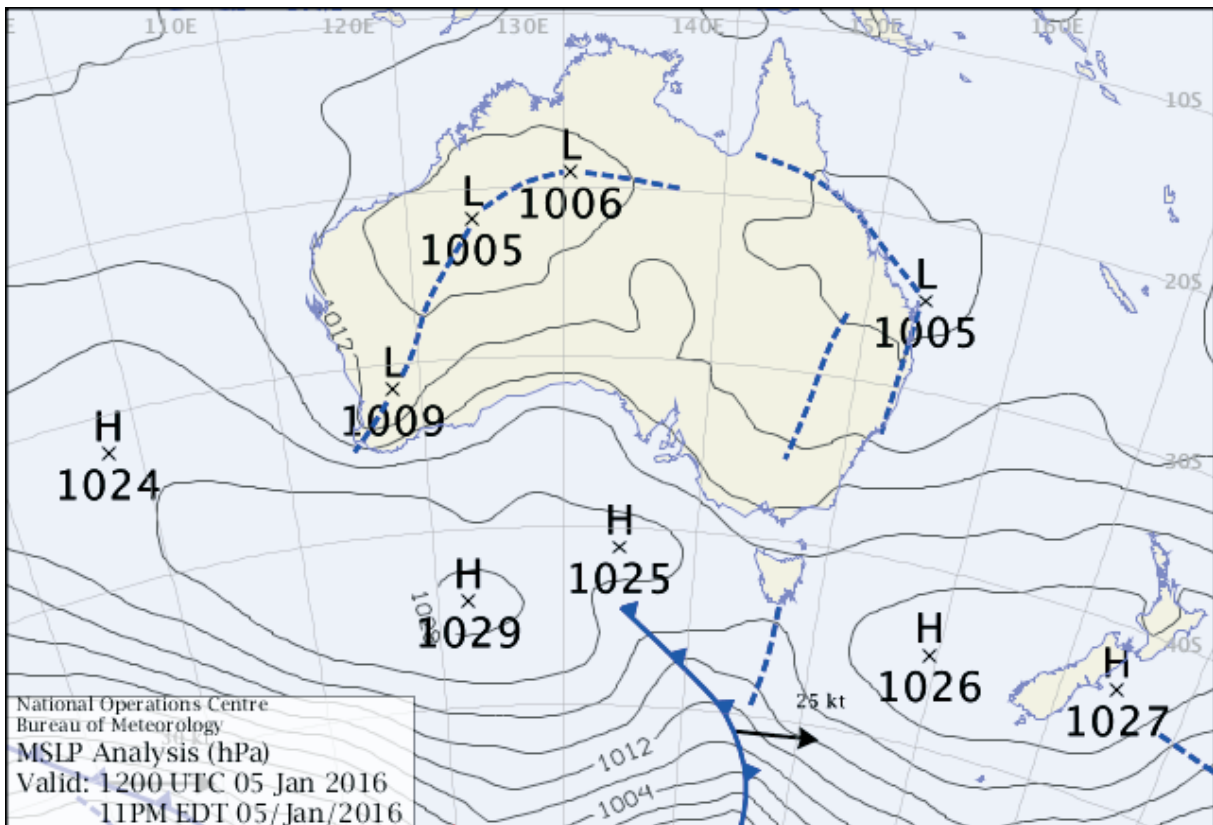 110E
120E
130E
140E
150E
160E
10S
L
1006
L
1005
20S
L
1005
1012
L
1009
H
1024
30S
H
1025
H
1029
H
1026
40S
H
1027
25 kt
1012
1004
National Operations Centre
Bureau of Meteorology
MSLP Analysis (hPa)
Valid: 1200 UTC 05 Jan 2016
11PM EDT 05/Jan/2016